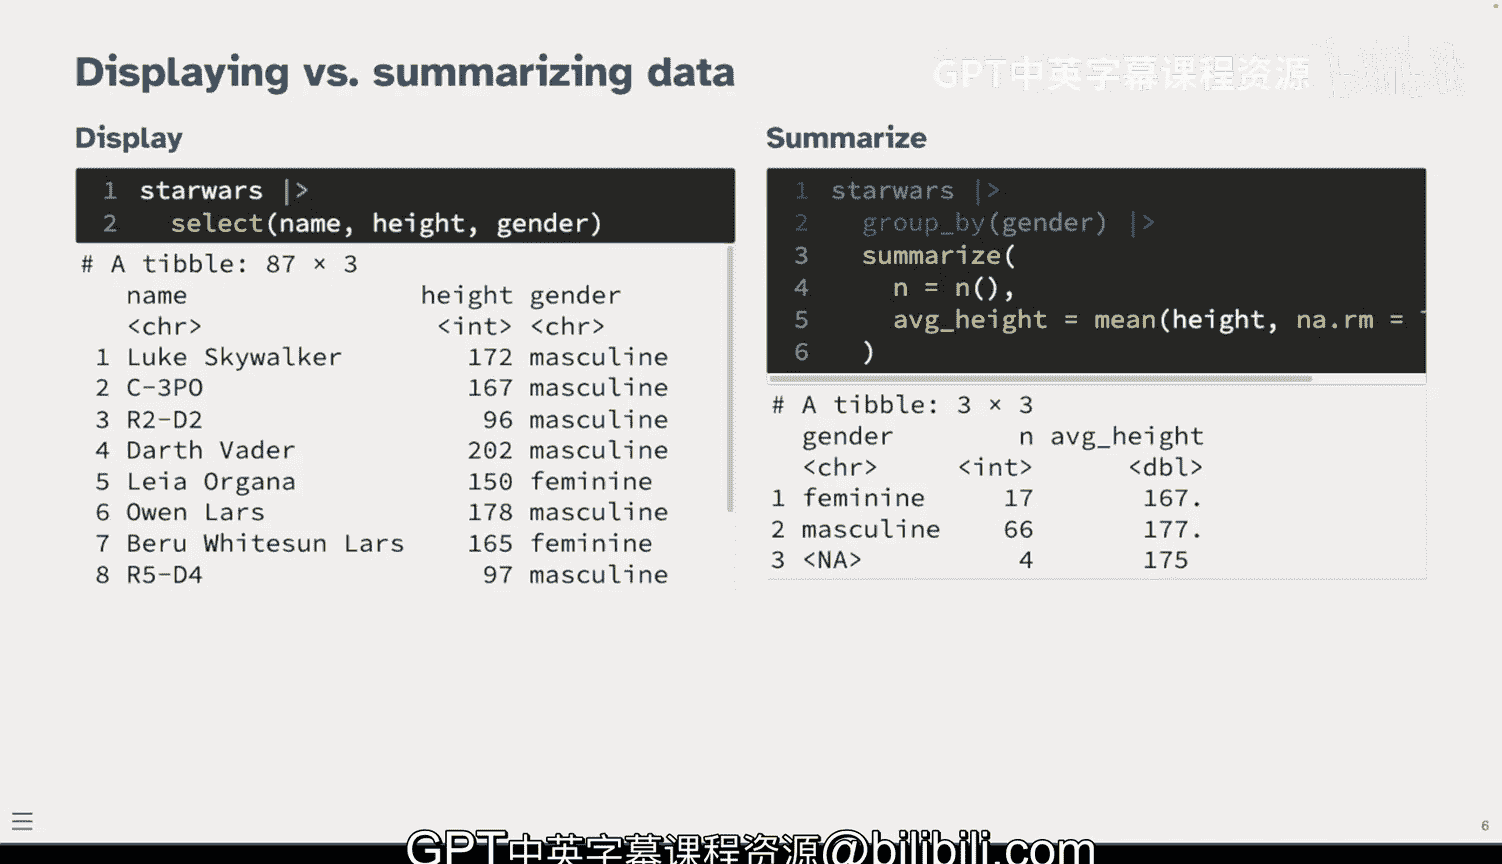 Displaying vs. summarizing data
GPT中英字幕课程资源
Display
1 starwars |>
2 select(name, height, gender)
# A tibble: 87 × 3
name height gender
<chr> <int> <chr>
1 Luke Skywalker 172 masculine
2 C-3PO 167 masculine
3 R2-D2 96 masculine
4 Darth Vader 202 masculine
5 Leia Organa 150 feminine
6 Owen Lars 178 masculine
7 Beru Whitesun Lars 165 feminine
8 R5-D4 97 masculine
Summarize
1 starwars |>
2 group_by(gender) |>
3 summarize(
4 n = n(),
5 avg_height = mean(height, na.rm =
6 )
# A tibble: 3 × 3
gender n avg_height
<chr> <int> <dbl>
1 feminine 17 167.
2 masculine 66 177.
3 <NA> 4 175
6
GPT中英字幕课程资源@bilibili.com